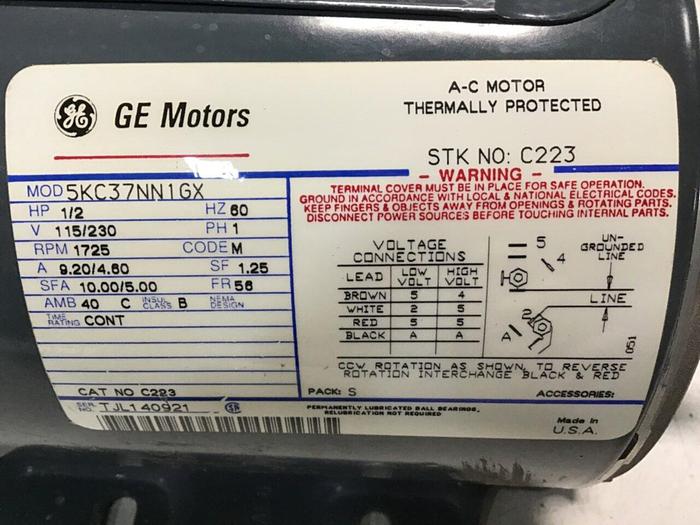 GE Motors
A-C MOTOR
THERMALLY PROTECTED
STK NO: C223
MOD 5KC37NN1GX
HP 1/2 HZ 60
V 115/230 PH 1
RPM 1725 CODE M
A 9.20/4.60 SF 1.25
SFA 10.00/5.00 FR 56
AMB 40 C INSUL CLASS B NEMA DESIGN
TIME RATING CONT
CAT NO C223
SER. NO. TJL140921
- WARNING -
TERMINAL COVER MUST BE IN PLACE FOR SAFE OPERATION.
GROUND IN ACCORDANCE WITH LOCAL & NATIONAL ELECTRICAL CODES.
KEEP FINGERS & OBJECTS AWAY FROM OPENINGS & ROTATING PARTS.
DISCONNECT POWER SOURCES BEFORE TOUCHING INTERNAL PARTS.
VOLTAGE
CONNECTIONS
LEAD LOW VOLT HIGH VOLT
BROWN 5 4
WHITE 2 5
RED 5 5
BLACK A A
5
4
2
A
UN-
GROUNDED
LINE
LINE
051
CCW ROTATION AS SHOWN, TO REVERSE
ROTATION INTERCHANGE BLACK & RED
PACK: S ACCESSORIES:
PERMANENTLY LUBRICATED BALL BEARINGS.
RELUBRICATION NOT REQUIRED
Made in
U.S.A.